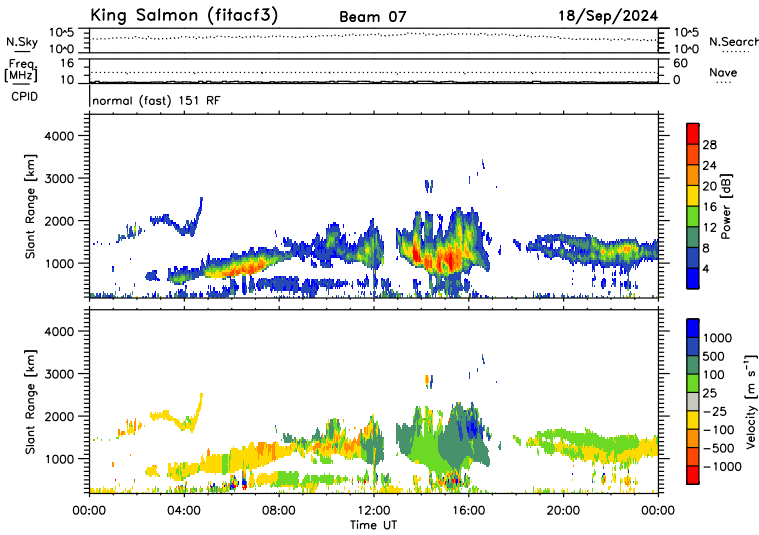 King Salmon (fitacf3) Beam 07 18/Sep/2024
N.Sky 10^5 10^5 N.Search
10^0 10^0
Freq. 16 60 Nave
[MHz] 10 0
CPID normal (fast) 151 RF
Slant Range [km]
4000
3000
2000
1000
28
24
20
16
12
8
4
Power [dB]
Slant Range [km]
4000
3000
2000
1000
1000
500
100
25
−25
−100
−500
−1000
Velocity [m s⁻¹]
00:00 04:00 08:00 12:00 16:00 20:00 00:00
Time UT